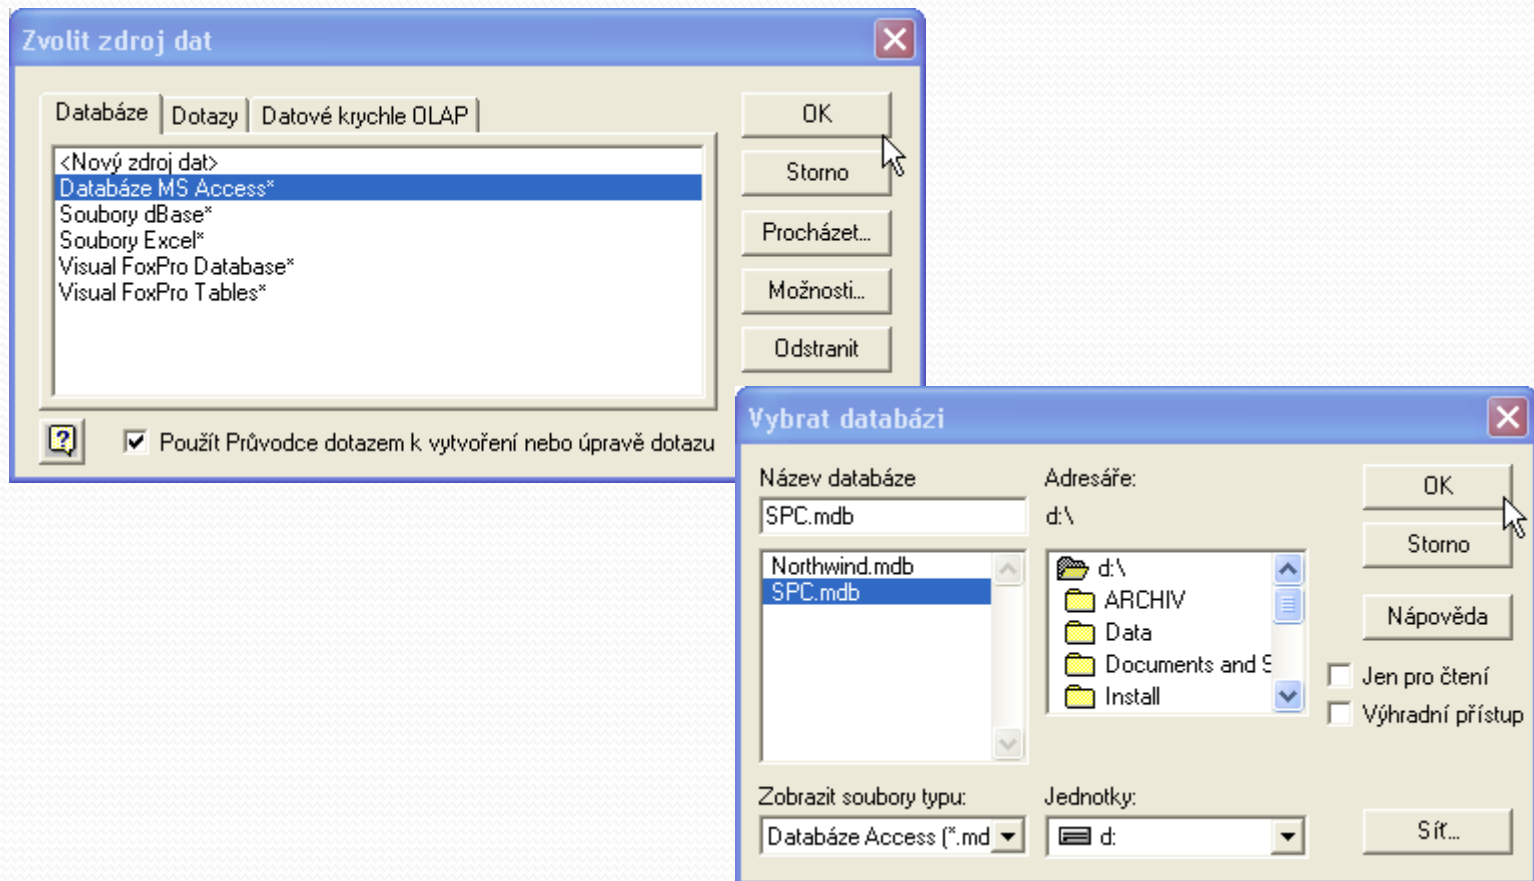 Zvolit zdroj dat
Databáze
Dotazy
Datové krychle OLAP
<Nový zdroj dat>
Databáze MS Access*
Soubory dBase*
Soubory Excel*
Visual FoxPro Database*
Visual FoxPro Tables*
OK
Storno
Procházet...
Možnosti...
Odstranit
Použít Průvodce dotazem k vytvoření nebo úpravě dotazu
Vybrat databázi
Název databáze
SPC.mdb
Northwind.mdb
SPC.mdb
Zobrazit soubory typu:
Databáze Access (*.md
Adresáře:
d:\
d:\
ARCHIV
Data
Documents and S
Install
Jednotky:
d:
OK
Storno
Nápověda
Jen pro čtení
Výhradní přístup
Síť...